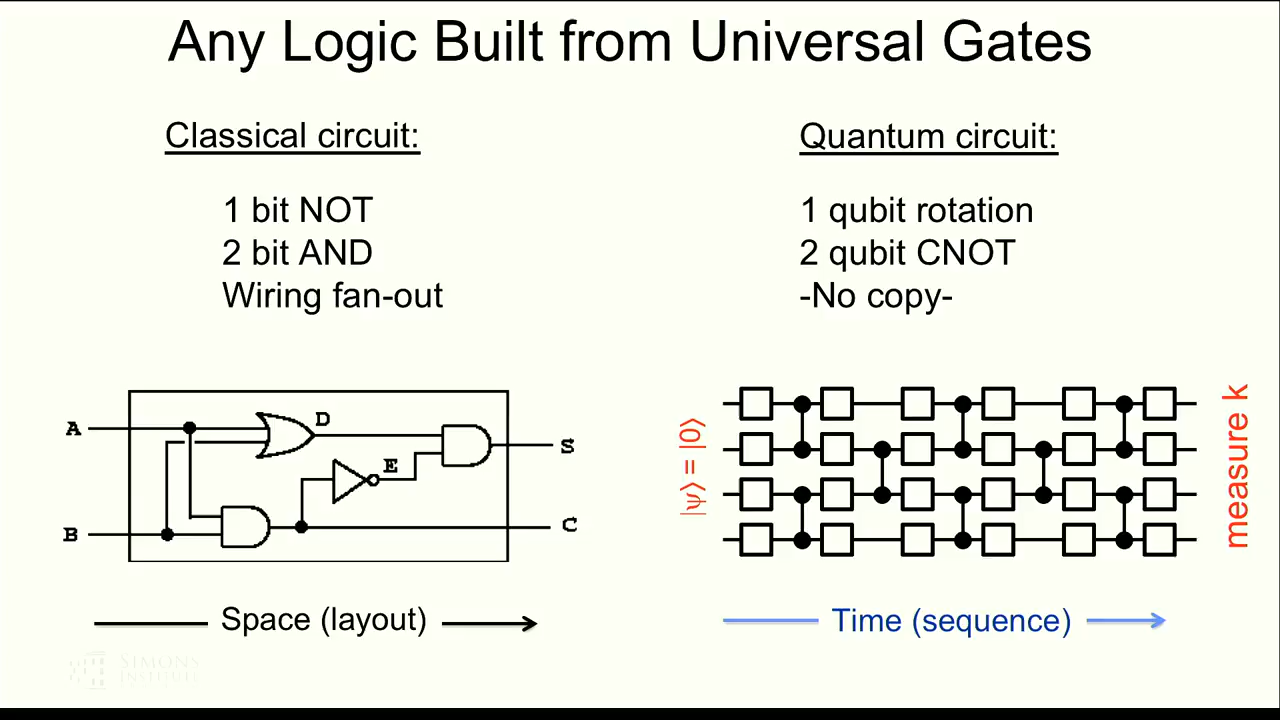 Any Logic Built from Universal Gates
Classical circuit:
1 bit NOT
2 bit AND
Wiring fan-out
A
B
D
E
S
C
Space (layout)
Quantum circuit:
1 qubit rotation
2 qubit CNOT
-No copy-
|ψ⟩ = |0⟩
measure k
Time (sequence)
SIMONS
INSTITUTE